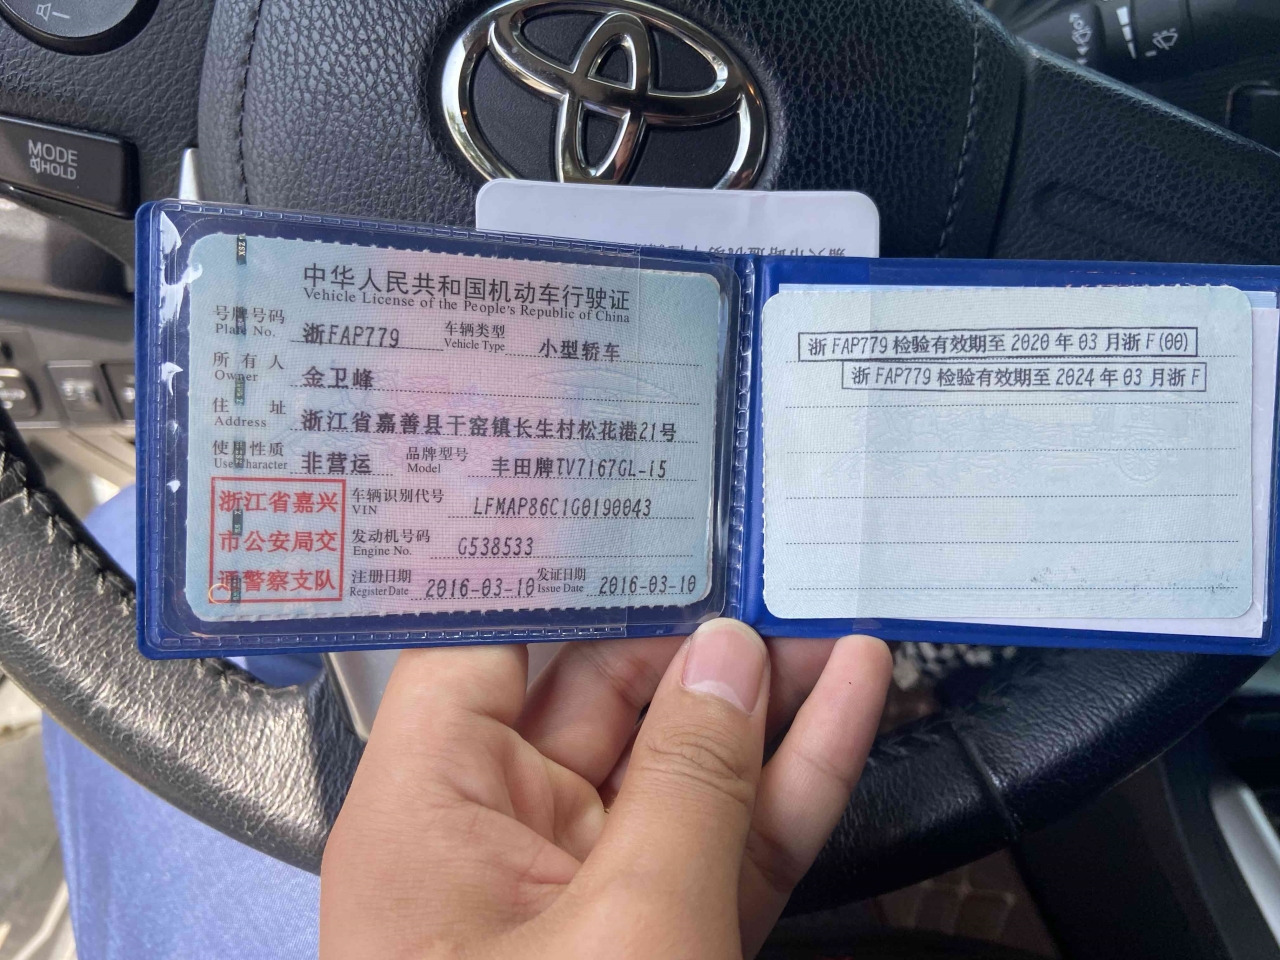 MODE
HOLD
中华人民共和国机动车行驶证
Vehicle License of the People's Republic of China
号牌号码 浙FAP779 车辆类型 小型轿车
Plate No. Vehicle Type
所有人 金卫峰
Owner
住址 浙江省嘉善县干窑镇长生村松花港21号
Address
使用性质 非营运 品牌型号 丰田牌TV7167GL-i5
Use Character Model
浙江省嘉兴
市公安局交
通警察支队
车辆识别代号 LFMAP86C1G0190043
VIN
发动机号码 G538533
Engine No.
注册日期 2016-03-10 发证日期 2016-03-10
Register Date Issue Date
浙FAP779检验有效期至2020年03月浙F(00)
浙FAP779检验有效期至2024年03月浙F